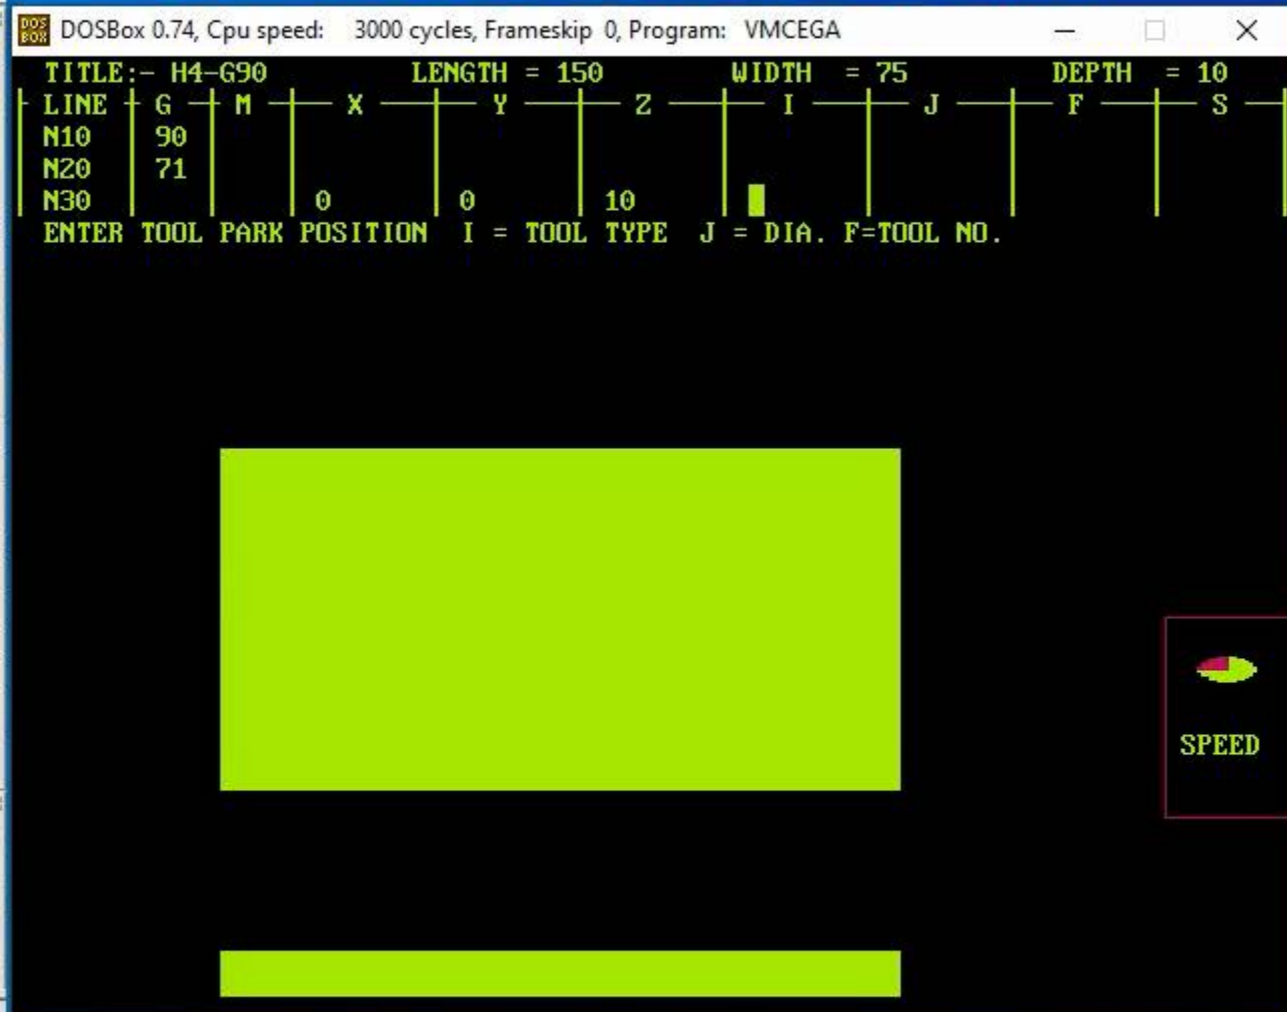 DOS BOX DOSBox 0.74, Cpu speed: 3000 cycles, Frameskip 0, Program: VMCEGA
TITLE:- H4-G90 LENGTH = 150 WIDTH = 75 DEPTH = 10
LINE G M X Y Z I J F S
N10 90
N20 71
N30 0 0 10
ENTER TOOL PARK POSITION I = TOOL TYPE J = DIA. F=TOOL NO.
SPEED